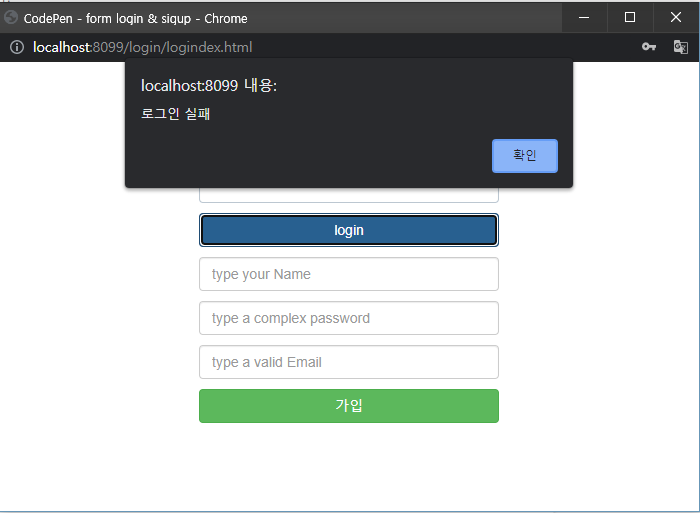 CodePen - form login & siqup - Chrome
localhost:8099/login/logindex.html
localhost:8099 내용:
로그인 실패
확인
login
type your Name
type a complex password
type a valid Email
가입